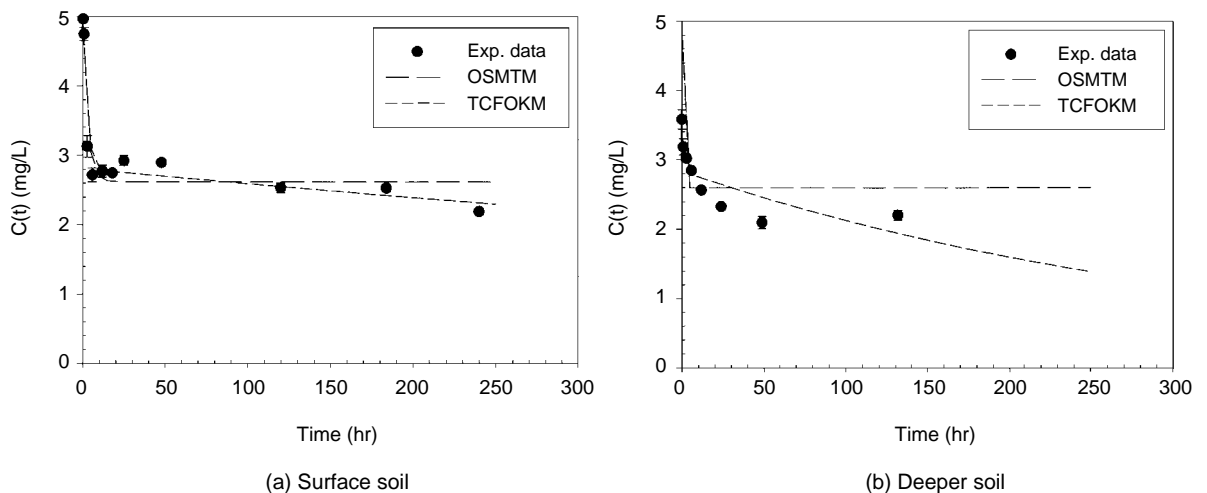 Exp. data
OSMTM
TCFOKM
C(t) (mg/L)
5
4
3
2
1
0
0 50 100 150 200 250 300
Time (hr)
(a) Surface soil
Exp. data
OSMTM
TCFOKM
C(t) (mg/L)
5
4
3
2
1
0
0 50 100 150 200 250 300
Time (hr)
(b) Deeper soil